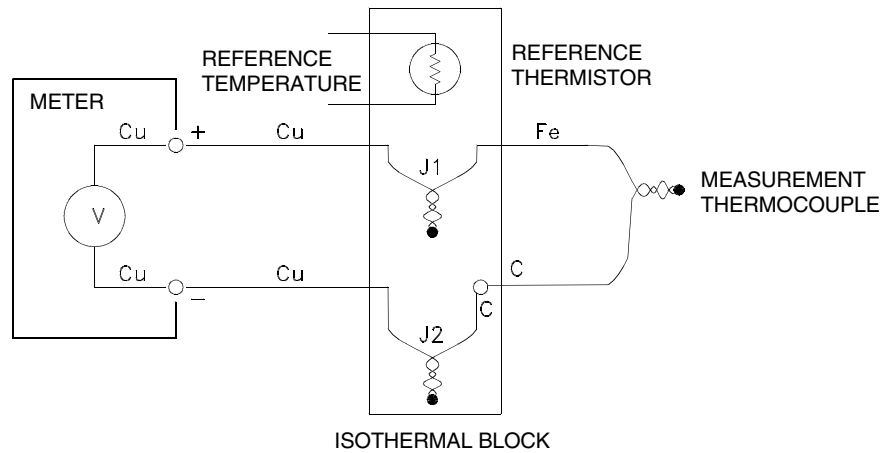 REFERENCE
TEMPERATURE
REFERENCE
THERMISTOR
METER
Cu
+
Cu
J1
Fe
MEASUREMENT
THERMOCOUPLE
V
Cu
–
Cu
C
C
J2
ISOTHERMAL BLOCK